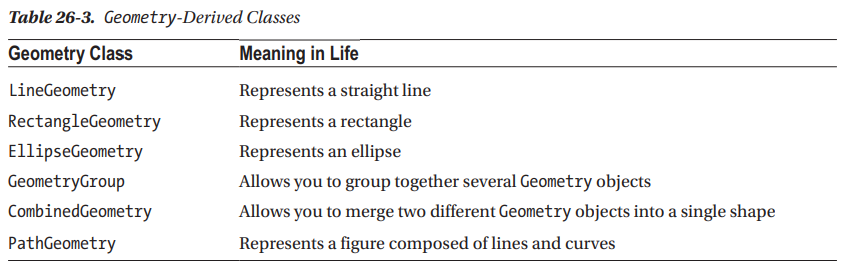 Table 26-3. Geometry-Derived Classes
Geometry Class Meaning in Life
LineGeometry Represents a straight line
RectangleGeometry Represents a rectangle
EllipseGeometry Represents an ellipse
GeometryGroup Allows you to group together several Geometry objects
CombinedGeometry Allows you to merge two different Geometry objects into a single shape
PathGeometry Represents a figure composed of lines and curves